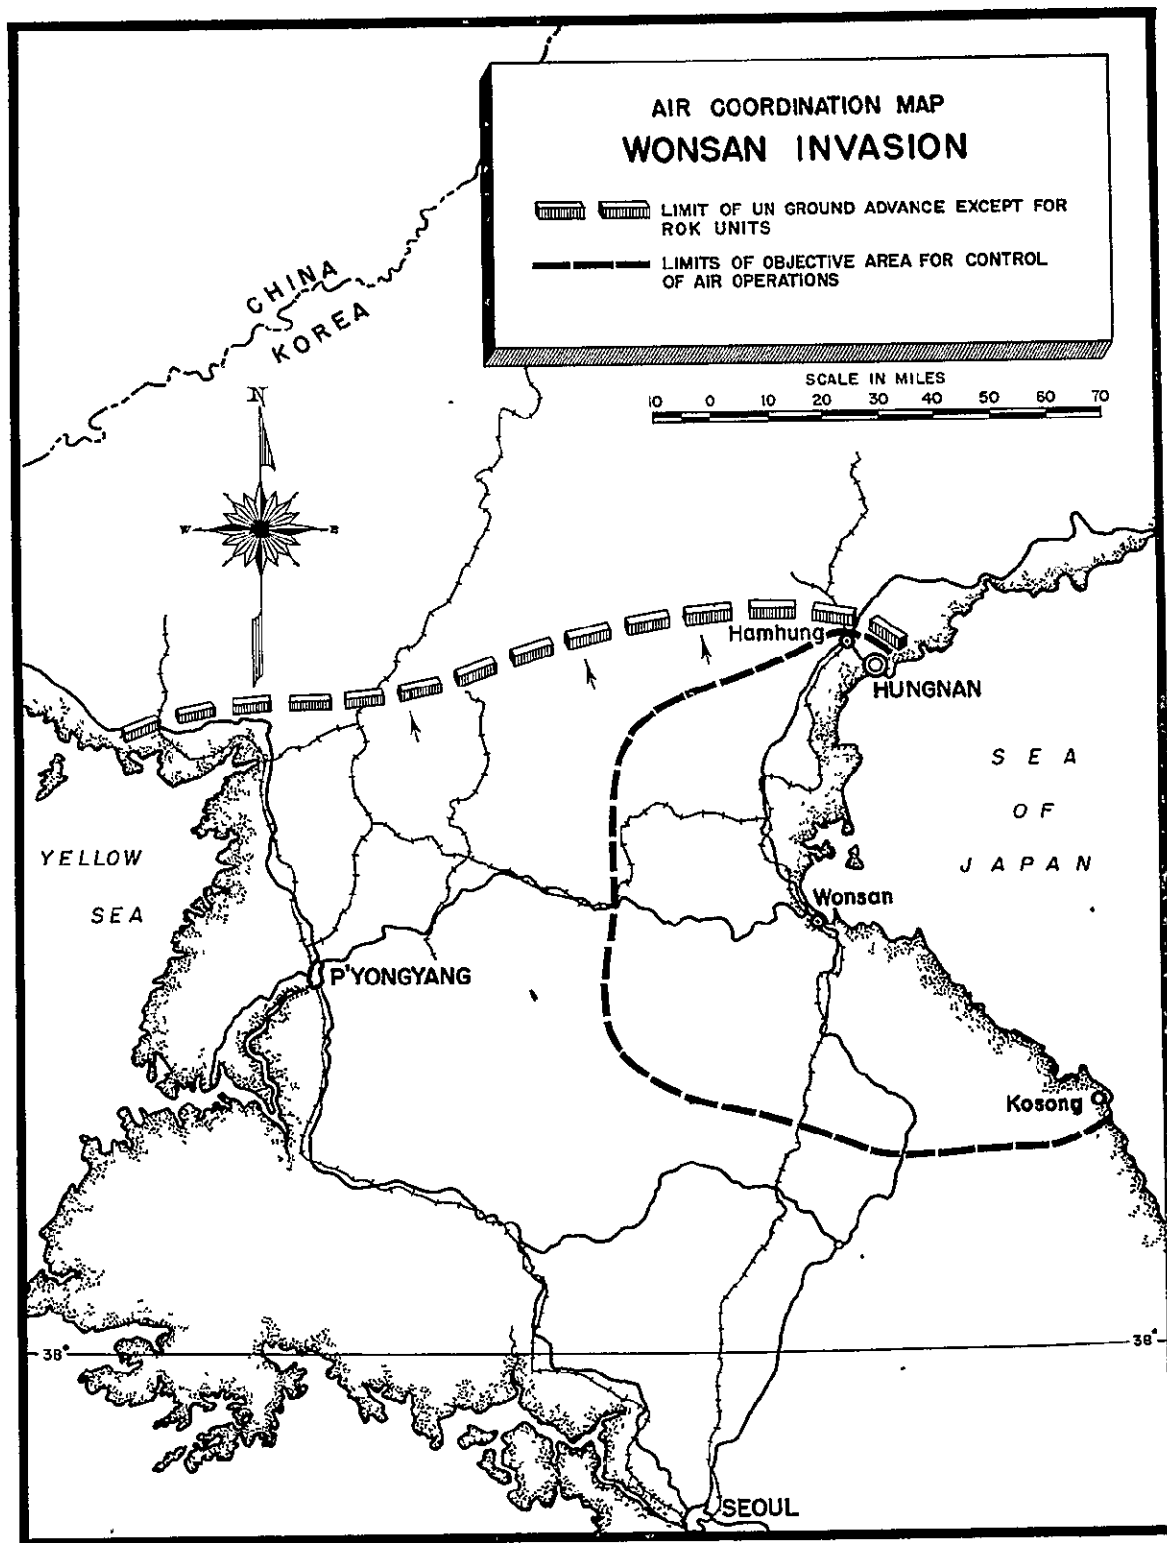 AIR COORDINATION MAP
WONSAN INVASION
LIMIT OF UN GROUND ADVANCE EXCEPT FOR
ROK UNITS
LIMITS OF OBJECTIVE AREA FOR CONTROL
OF AIR OPERATIONS
SCALE IN MILES
10 0 10 20 30 40 50 60 70
CHINA
KOREA
N
W E
Hamhung
HUNGNAN
SEA
OF
JAPAN
YELLOW
SEA
Wonsan
P'YONGYANG
Kosong
38°
38°
SEOUL